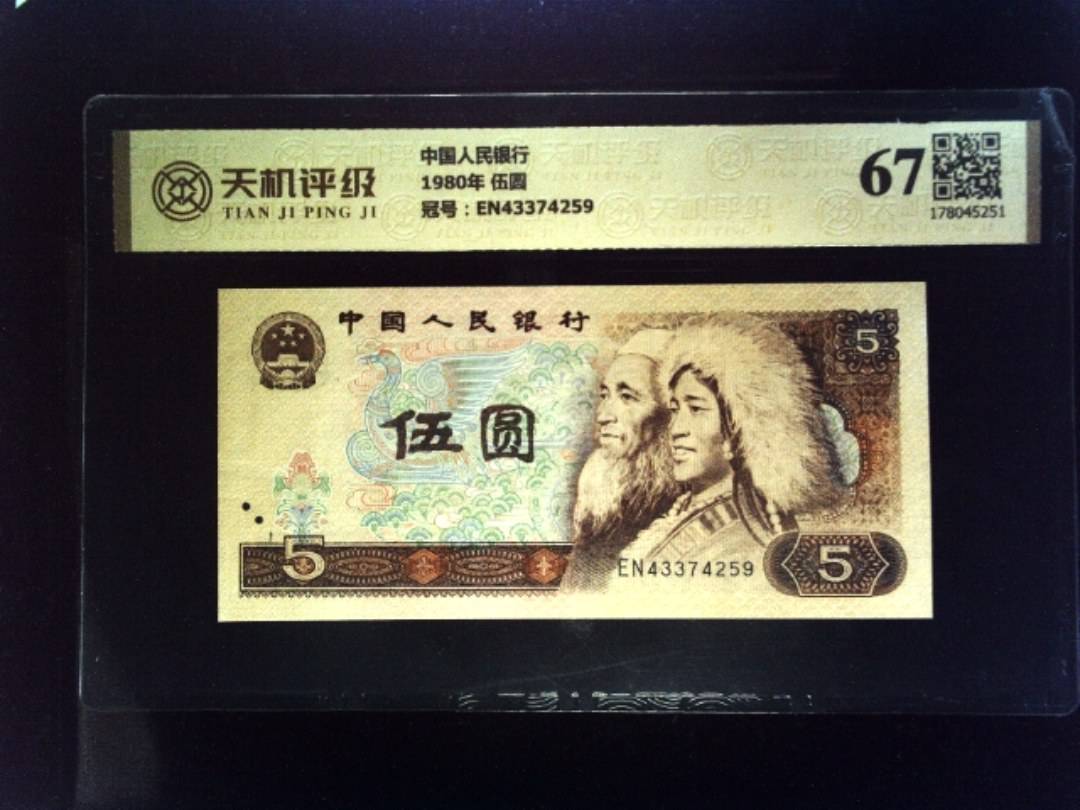 天机评级
TIAN JI PING JI
中国人民银行
1980年 伍圆
冠号：EN43374259
67
178045251
中国人民银行
5
伍圆
EN43374259
5
5